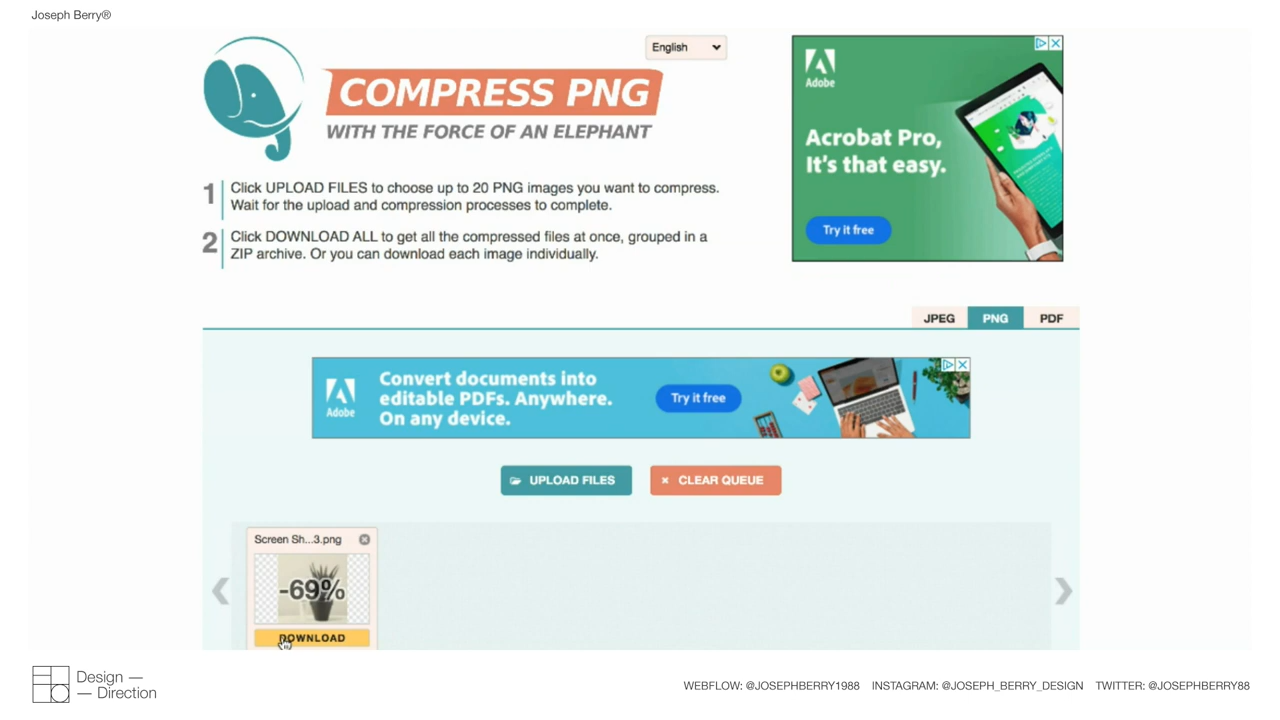 Joseph Berry®
English
COMPRESS PNG
WITH THE FORCE OF AN ELEPHANT
1 Click UPLOAD FILES to choose up to 20 PNG images you want to compress.
Wait for the upload and compression processes to complete.
2 Click DOWNLOAD ALL to get all the compressed files at once, grouped in a
ZIP archive. Or you can download each image individually.
Adobe
Acrobat Pro,
It's that easy.
Try it free
JPEG PNG PDF
Adobe
Convert documents into
editable PDFs. Anywhere.
On any device.
Try it free
UPLOAD FILES
CLEAR QUEUE
Screen Sh...3.png
-69%
DOWNLOAD
Design —
— Direction
WEBFLOW: @JOSEPHBERRY1988 INSTAGRAM: @JOSEPH_BERRY_DESIGN TWITTER: @JOSEPHBERRY88